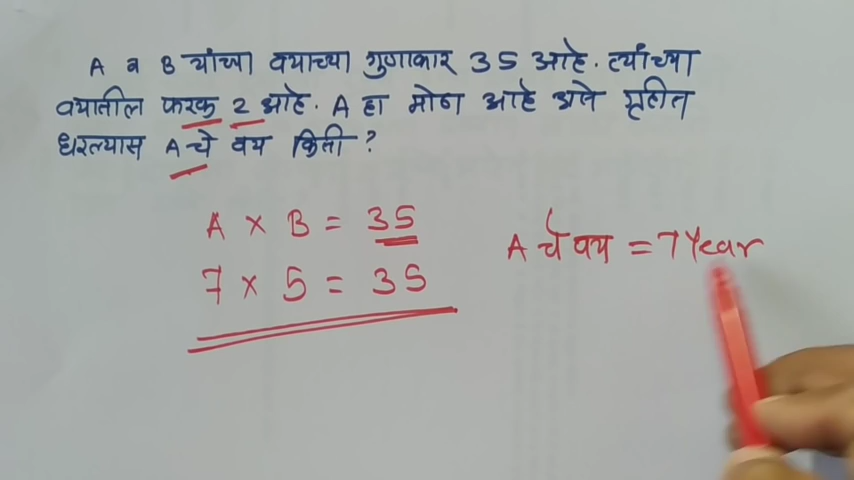 A व B यांच्या वयाच्या गुणाकार 35 आहे. त्यांच्या
वयातील फरक 2 आहे. A हा मोठा आहे असे गृहीत
धरल्यास A चे वय किती ?
A × B = 35
7 × 5 = 35
A चे वय = 7 Year